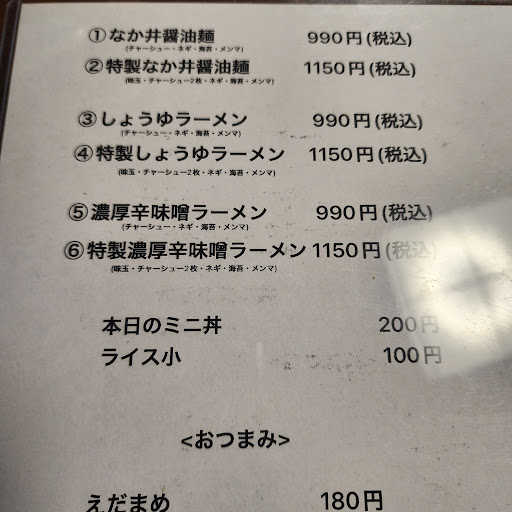 ①なか井醤油麺 990円(税込)
(チャーシュー・ネギ・海苔・メンマ)
②特製なか井醤油麺 1150円(税込)
(味玉・チャーシュー2枚・ネギ・海苔・メンマ)
③しょうゆラーメン 990円(税込)
(チャーシュー・ネギ・海苔・メンマ)
④特製しょうゆラーメン 1150円(税込)
(味玉・チャーシュー2枚・ネギ・海苔・メンマ)
⑤濃厚辛味噌ラーメン 990円(税込)
(チャーシュー・ネギ・海苔・メンマ)
⑥特製濃厚辛味噌ラーメン 1150円(税込)
(味玉・チャーシュー2枚・ネギ・海苔・メンマ)
本日のミニ丼 200円
ライス小 100円
<おつまみ>
えだまめ 180円